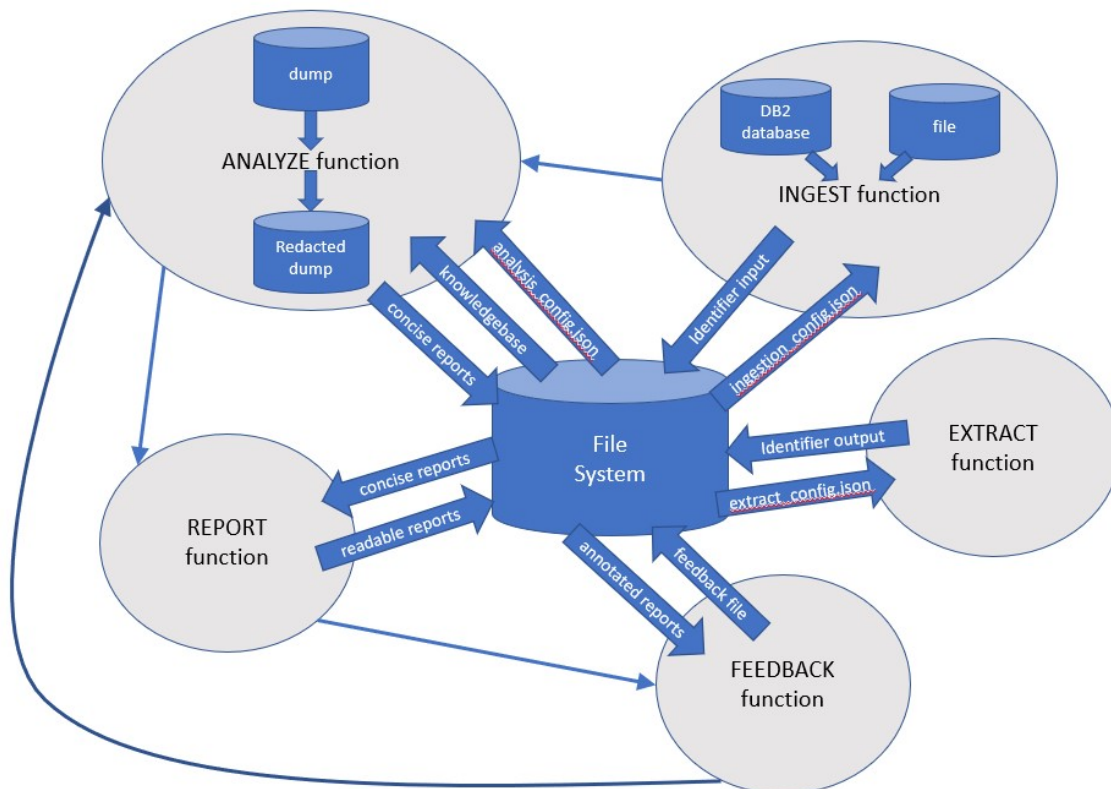 dump
ANALYZE function
Redacted
dump
DB2
database
file
INGEST function
analysis_config.json
knowledgebase
concise reports
Identifier input
ingestion_config.json
File
System
Identifier output
extract_config.json
EXTRACT
function
concise reports
readable reports
REPORT
function
annotated reports
feedback file
FEEDBACK
function